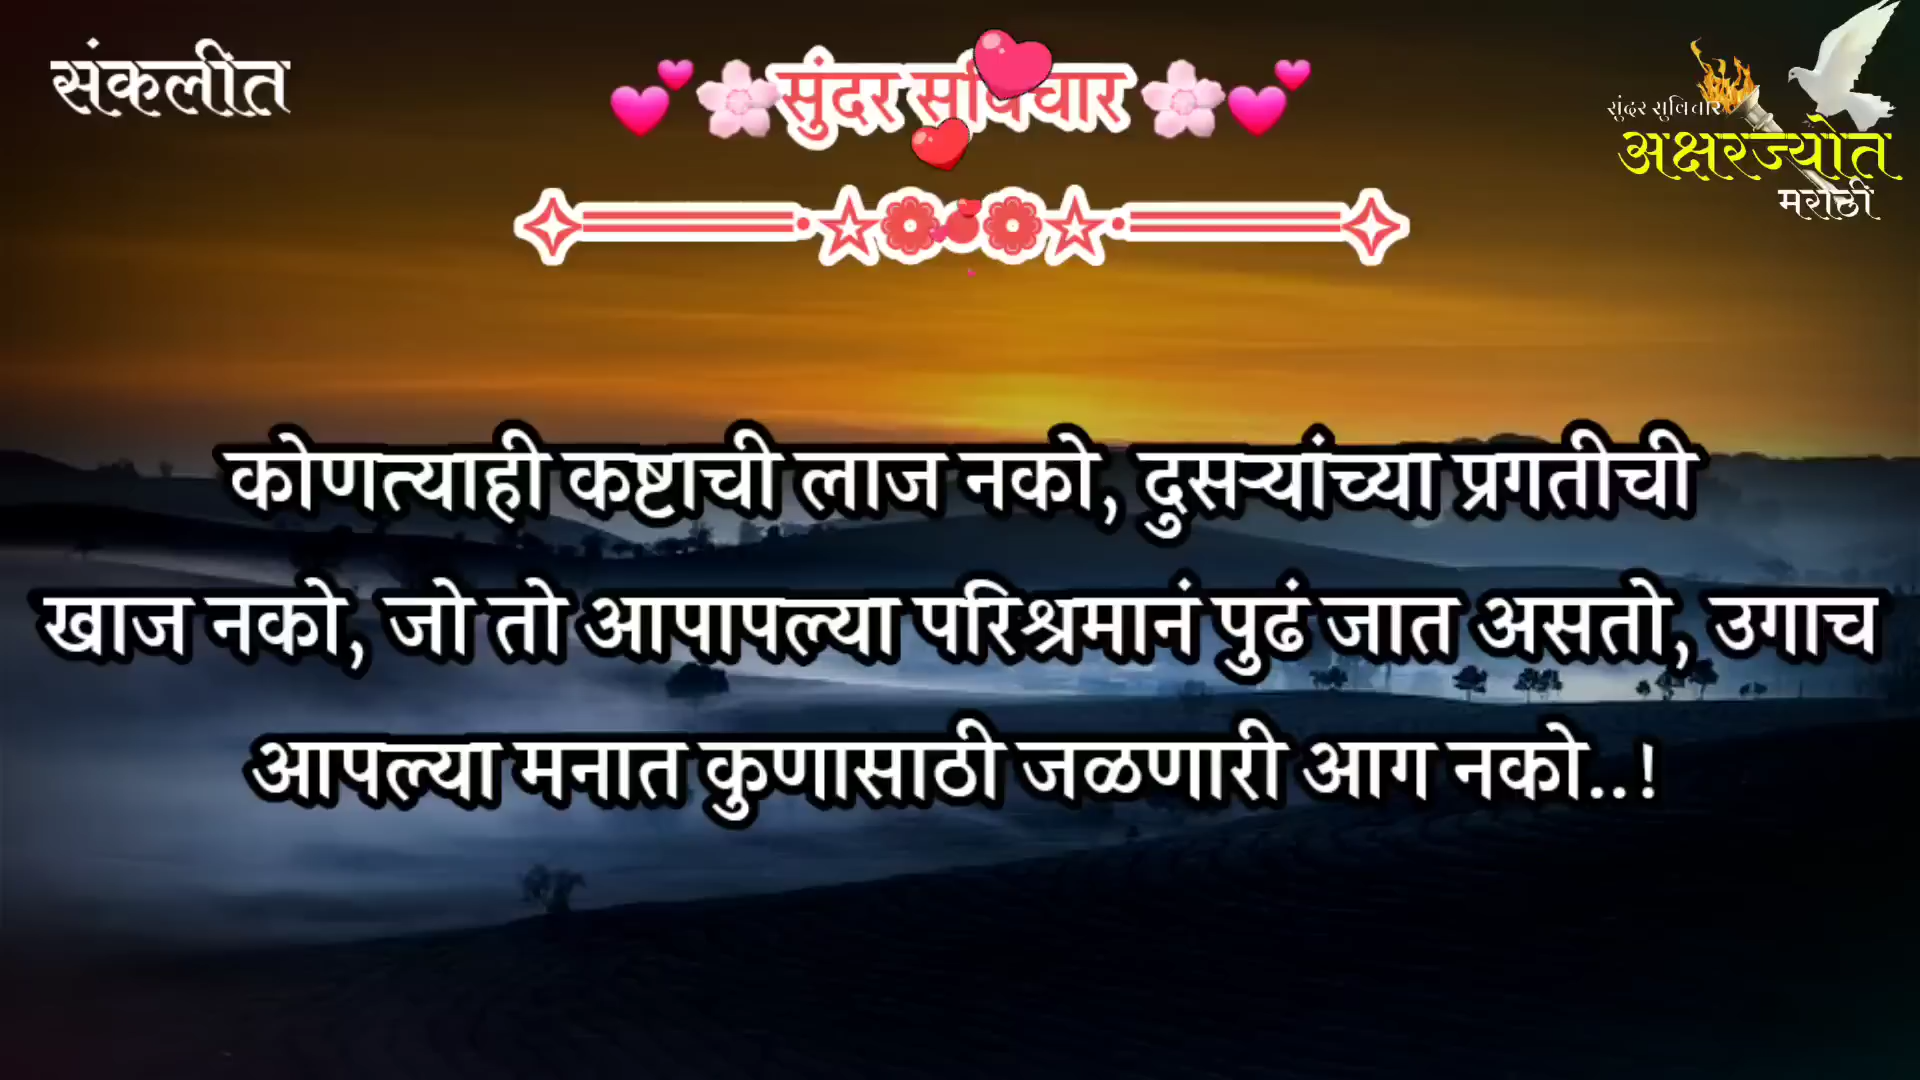 संकलीत
सुंदर सुविचार
सुंदर सुविचार
अक्षरज्योत
मराठी
कोणत्याही कष्टाची लाज नको, दुसऱ्यांच्या प्रगतीची
खाज नको, जो तो आपापल्या परिश्रमानं पुढं जात असतो, उगाच
आपल्या मनात कुणासाठी जळणारी आग नको..!